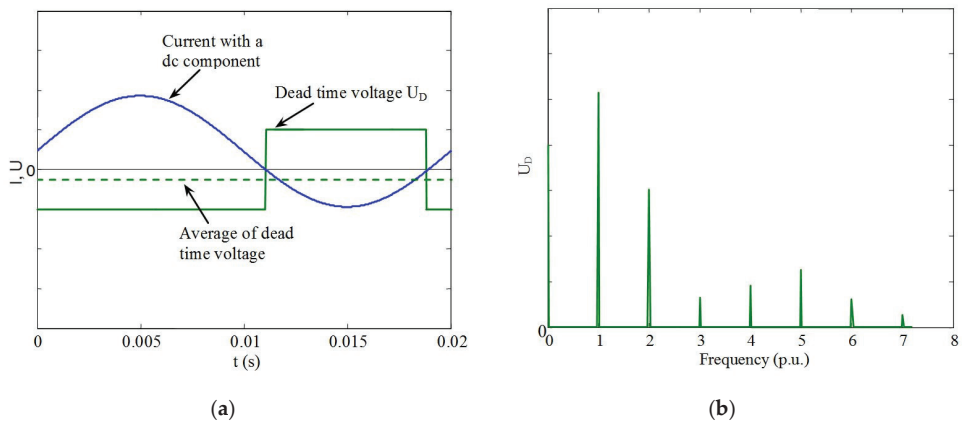 Current with a
dc component
Dead time voltage U_D
I, U
0
Average of dead
time voltage
0 0.005 0.01 0.015 0.02
t (s)
(a)
U_D
0
0 1 2 3 4 5 6 7 8
Frequency (p.u.)
(b)